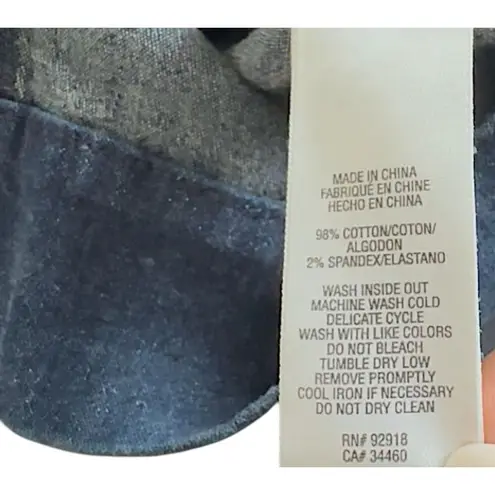 MADE IN CHINA
FABRIQUÉ EN CHINE
HECHO EN CHINA
98% COTTON/COTON/
ALGODON
2% SPANDEX/ELASTANO
WASH INSIDE OUT
MACHINE WASH COLD
DELICATE CYCLE
WASH WITH LIKE COLORS
DO NOT BLEACH
TUMBLE DRY LOW
REMOVE PROMPTLY
COOL IRON IF NECESSARY
DO NOT DRY CLEAN
RN# 92918
CA# 34460